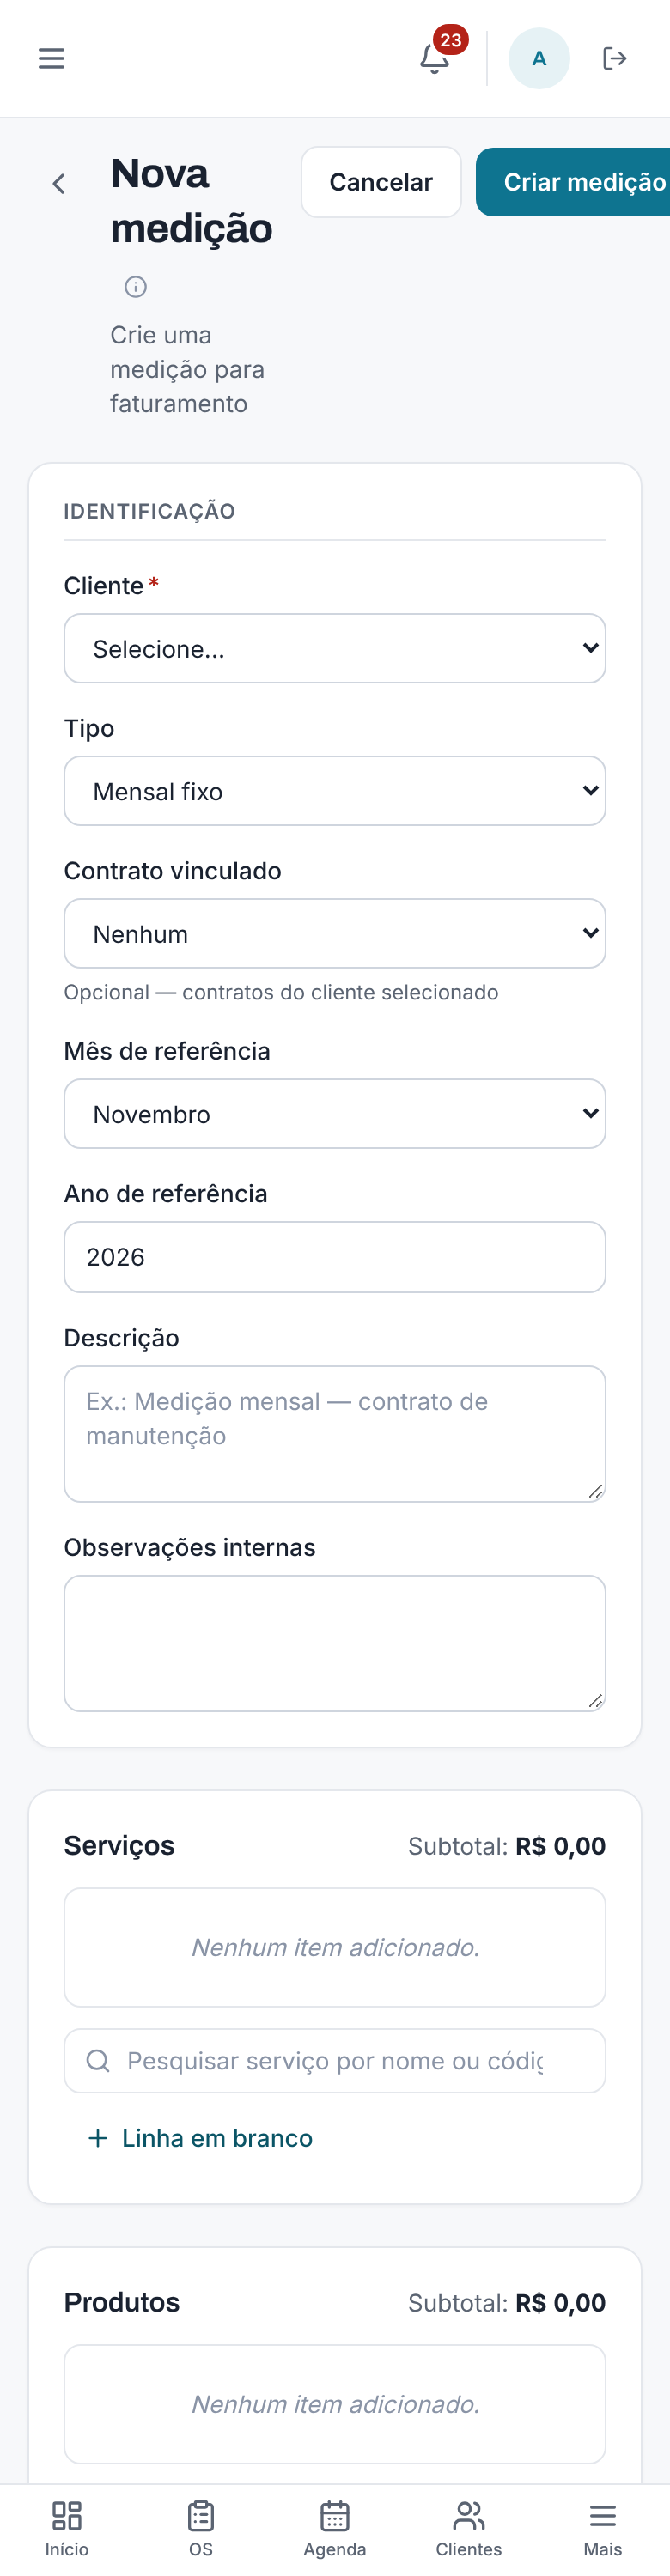 23
A
Nova
medição
Cancelar
Criar medição
Crie uma
medição para
faturamento
IDENTIFICAÇÃO
Cliente*
Selecione...
Tipo
Mensal fixo
Contrato vinculado
Nenhum
Opcional — contratos do cliente selecionado
Mês de referência
Novembro
Ano de referência
2026
Descrição
Ex.: Medição mensal — contrato de
manutenção
Observações internas
Serviços
Subtotal: R$ 0,00
Nenhum item adicionado.
Pesquisar serviço por nome ou códig
+ Linha em branco
Produtos
Subtotal: R$ 0,00
Nenhum item adicionado.
Início
OS
Agenda
Clientes
Mais